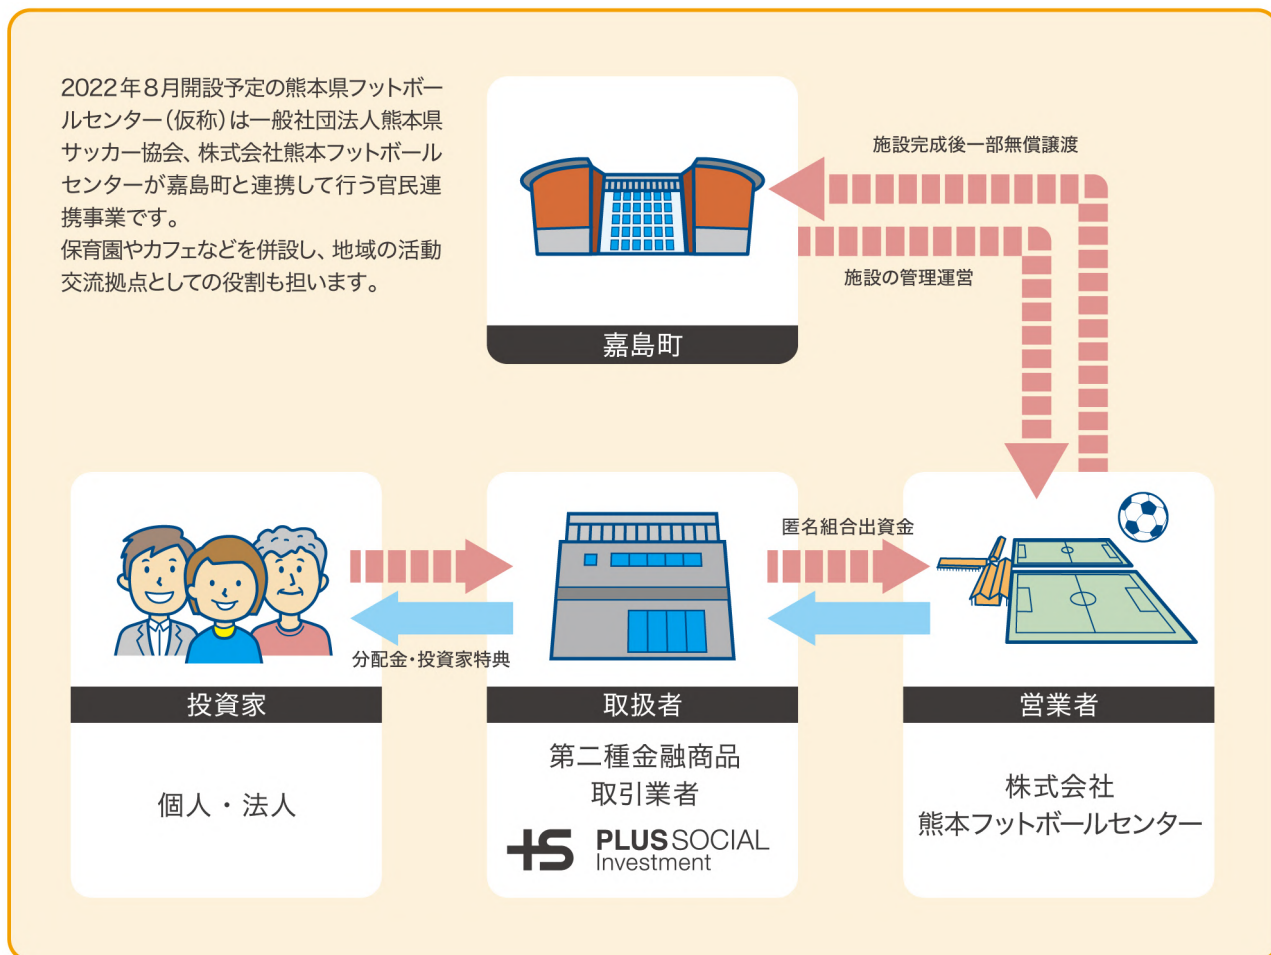 2022年8月開設予定の熊本県フットボー
ルセンター(仮称)は一般社団法人熊本県
サッカー協会、株式会社熊本フットボール
センターが嘉島町と連携して行う官民連
携事業です。
保育園やカフェなどを併設し、地域の活動
交流拠点としての役割も担います。
嘉島町
施設完成後一部無償譲渡
施設の管理運営
匿名組合出資金
分配金・投資家特典
投資家
個人・法人
取扱者
第二種金融商品
取引業者
PLUS SOCIAL
Investment
営業者
株式会社
熊本フットボールセンター